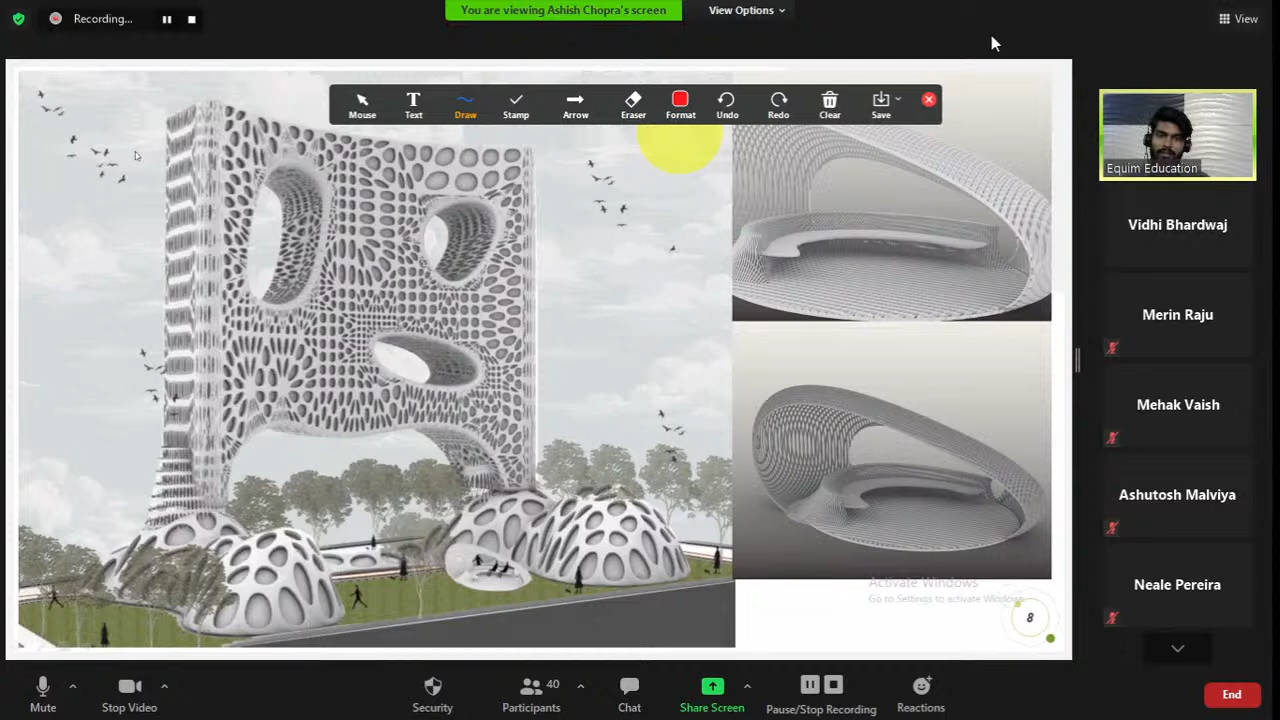 Recording...
You are viewing Ashish Chopra's screen
View Options
View
Mouse
Text
Draw
Stamp
Arrow
Eraser
Format
Undo
Redo
Clear
Save
Equim Education
Vidhi Bhardwaj
Merin Raju
Mehak Vaish
Ashutosh Malviya
Neale Pereira
Activate Windows
Go to Settings to activate Windows.
8
Mute
Stop Video
Security
40
Participants
Chat
Share Screen
Pause/Stop Recording
Reactions
End